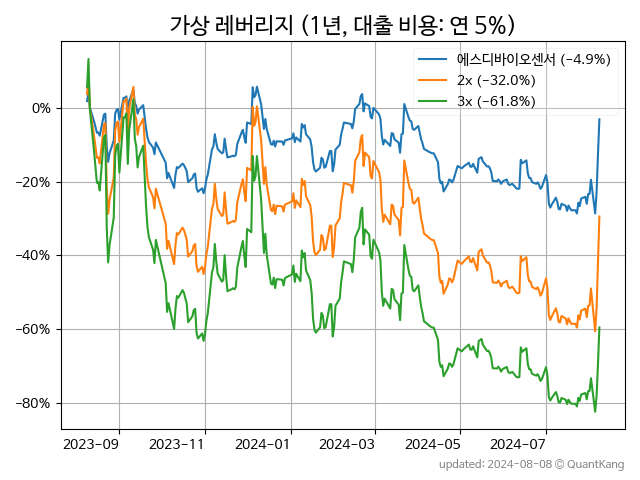 가상 레버리지 (1년, 대출 비용: 연 5%)
에스디바이오센서 (−4.9%)
2x (−32.0%)
3x (−61.8%)
0%
−20%
−40%
−60%
−80%
2023-09 2023-11 2024-01 2024-03 2024-05 2024-07
updated: 2024-08-08 © QuantKang